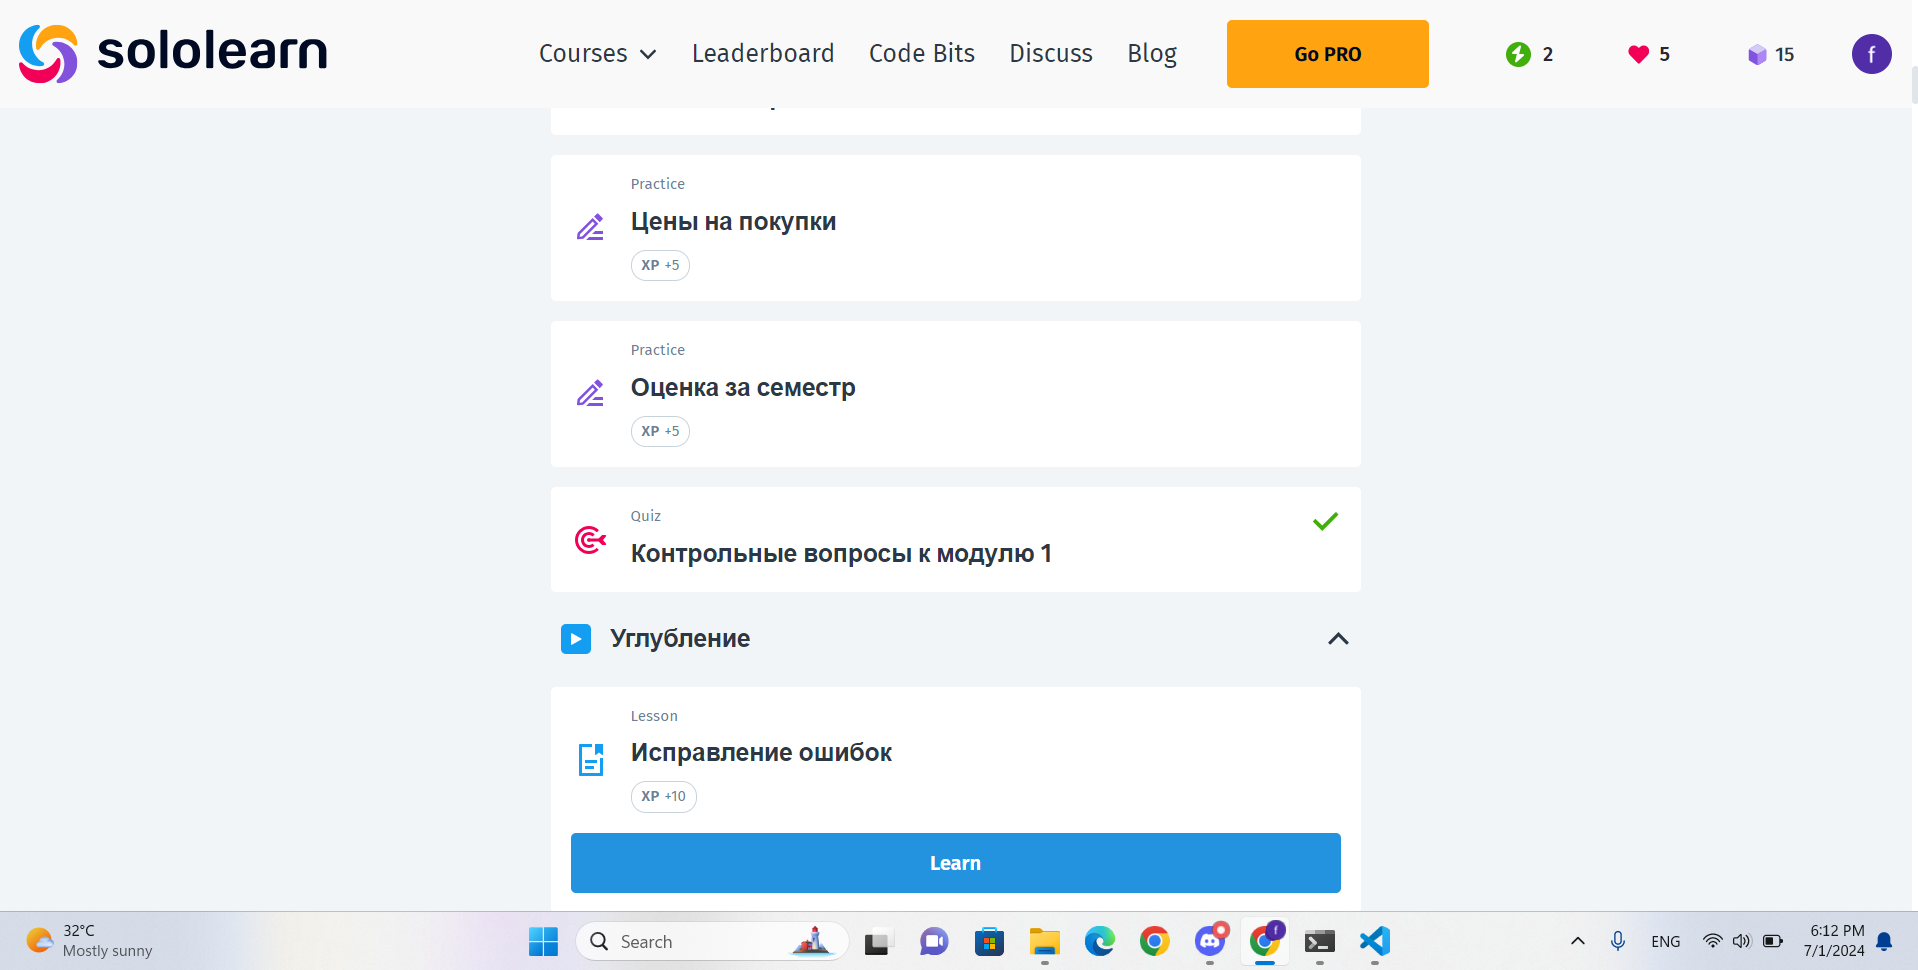 sololearn
Courses Leaderboard Code Bits Discuss Blog Go PRO 2 5 15 f
Practice
Цены на покупки
XP +5
Practice
Оценка за семестр
XP +5
Quiz
Контрольные вопросы к модулю 1
Углубление
Lesson
Исправление ошибок
XP +10
Learn
32°C
Mostly sunny
Search
f
ENG
6:12 PM
7/1/2024